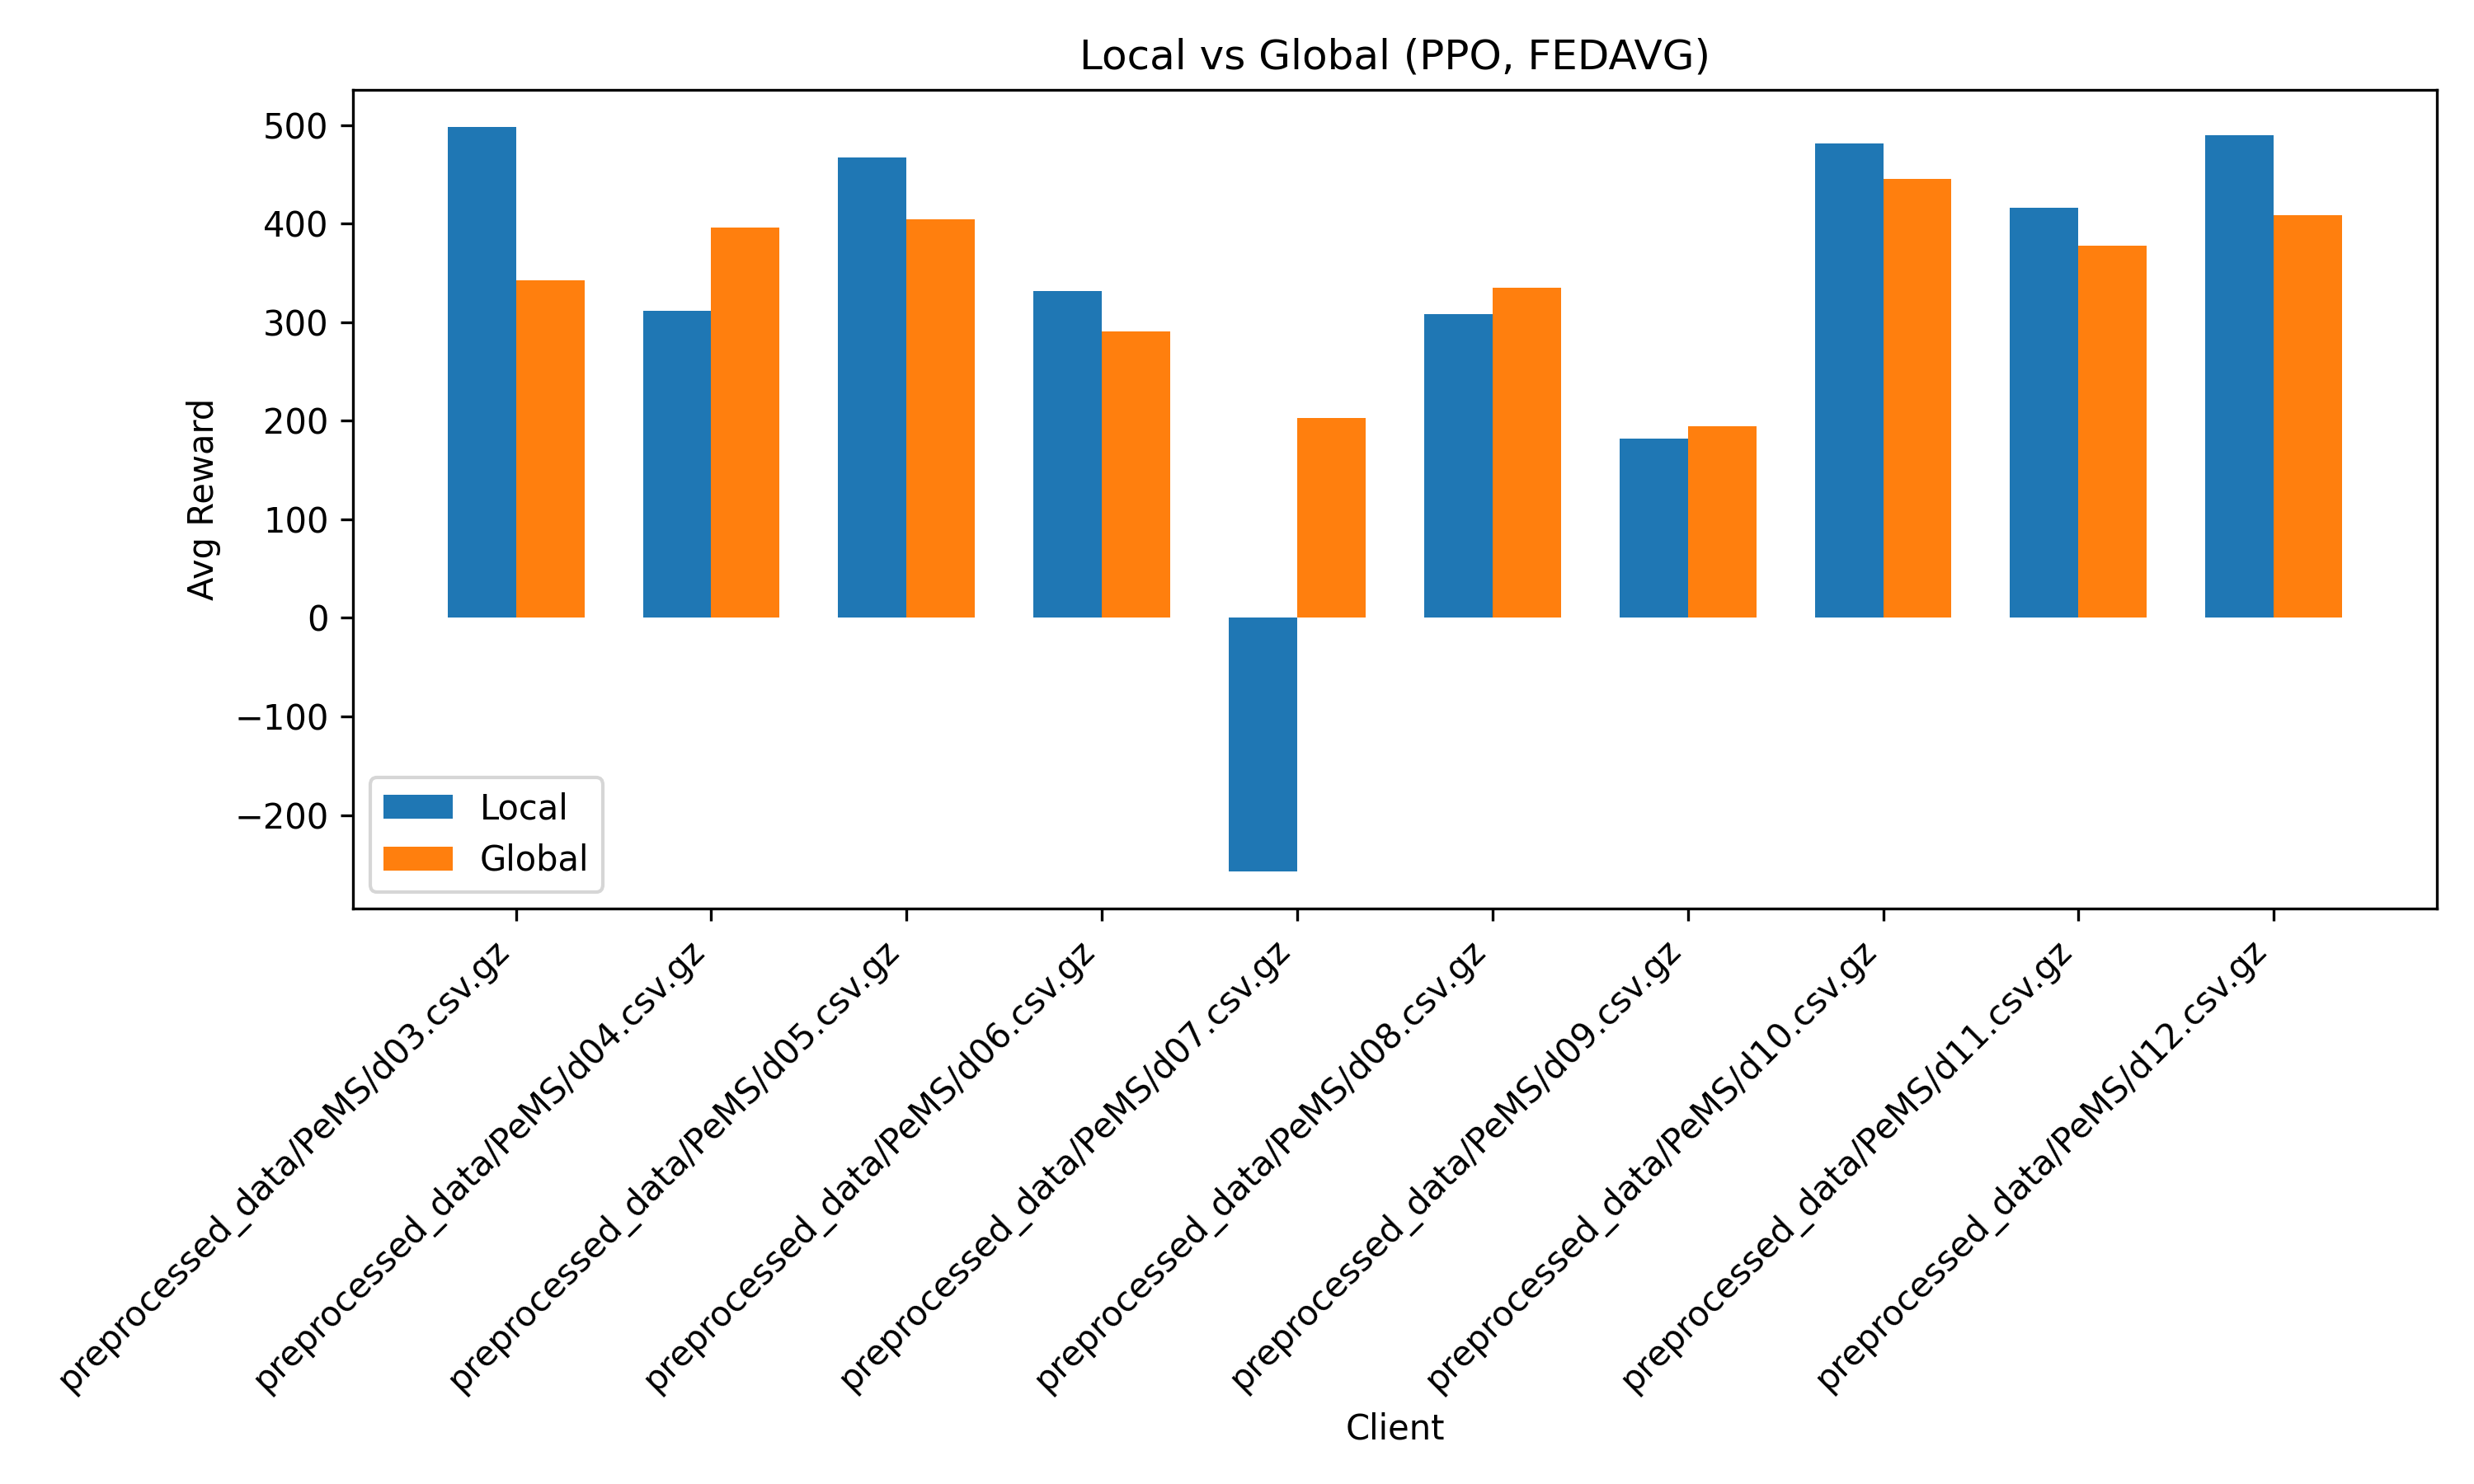 Local vs Global (PPO, FEDAVG)
500
400
300
200
100
0
−100
−200
Avg Reward
Local
Global
preprocessed_data/PeMS/d03.csv.gz
preprocessed_data/PeMS/d04.csv.gz
preprocessed_data/PeMS/d05.csv.gz
preprocessed_data/PeMS/d06.csv.gz
preprocessed_data/PeMS/d07.csv.gz
preprocessed_data/PeMS/d08.csv.gz
preprocessed_data/PeMS/d09.csv.gz
preprocessed_data/PeMS/d10.csv.gz
preprocessed_data/PeMS/d11.csv.gz
preprocessed_data/PeMS/d12.csv.gz
Client